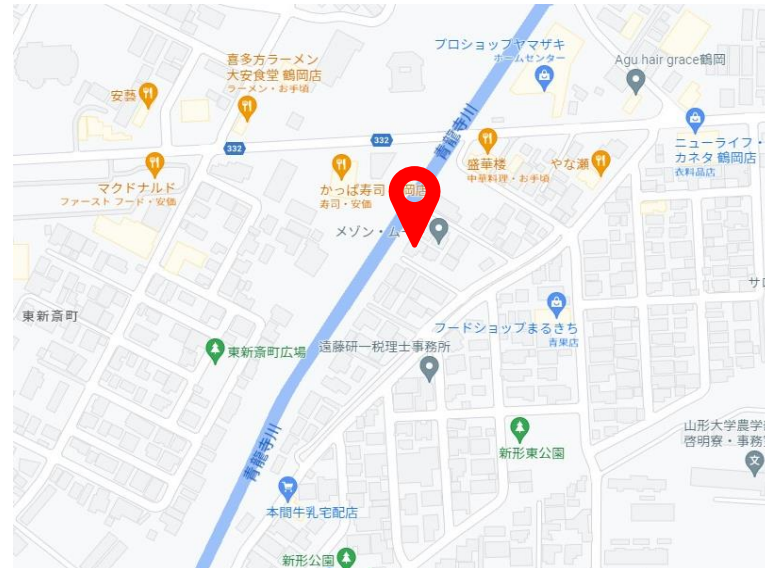 プロショップヤマザキ
ホームセンター
喜多方ラーメン
大安食堂 鶴岡店
ラーメン・お手頃
Agu hair grace鶴岡
安藝
青龍寺川
332
332
ニューライフ・
カネタ 鶴岡店
衣料品店
盛華楼
中華料理・お手頃
やな瀬
マクドナルド
ファースト フード・安価
かっぱ寿司
岡店
寿司・安価
メゾン・ム
サロ
東新斎町
フードショップまるきち
青果店
東新斎町広場
遠藤研一税理士事務所
山形大学農学
啓明寮・事務
新形東公園
青龍寺川
文
本間牛乳宅配店
新形公園